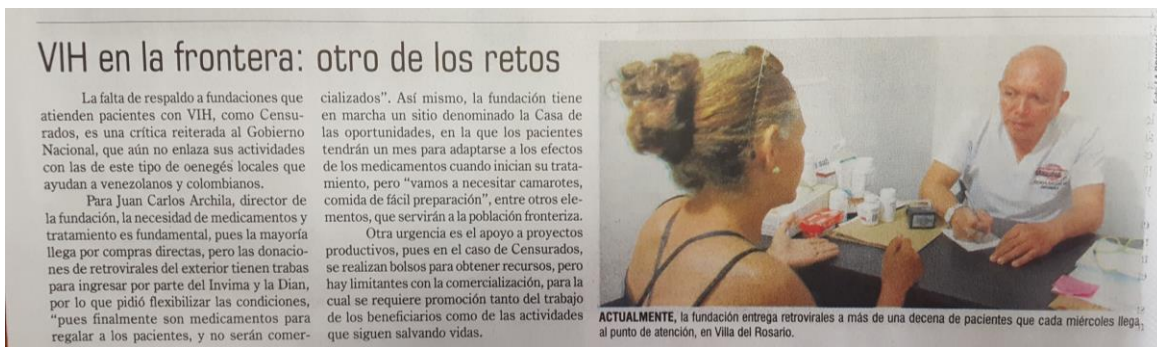 VIH en la frontera: otro de los retos
La falta de respaldo a fundaciones que
atienden pacientes con VIH, como Censu-
rados, es una crítica reiterada al Gobierno
Nacional, que aún no enlaza sus actividades
con las de este tipo de oenegés locales que
ayudan a venezolanos y colombianos.
Para Juan Carlos Archila, director de
la fundación, la necesidad de medicamentos y
tratamiento es fundamental, pues la mayoría
llega por compras directas, pero las donacio-
nes de retrovirales del exterior tienen trabas
para ingresar por parte del Invima y la Dian,
por lo que pidió flexibilizar las condiciones,
“pues finalmente son medicamentos para
regalar a los pacientes, y no serán comer-
cializados”. Así mismo, la fundación tiene
en marcha un sitio denominado la Casa de
las oportunidades, en la que los pacientes
tendrán un mes para adaptarse a los efectos
de los medicamentos cuando inician su trata-
miento, pero “vamos a necesitar camarotes,
comida de fácil preparación”, entre otros ele-
mentos, que servirán a la población fronteriza.
Otra urgencia es el apoyo a proyectos
productivos, pues en el caso de Censurados,
se realizan bolsos para obtener recursos, pero
hay limitantes con la comercialización, para la
cual se requiere promoción tanto del trabajo
de los beneficiarios como de las actividades
que siguen salvando vidas.
ACTUALMENTE, la fundación entrega retrovirales a más de una decena de pacientes que cada miércoles llega
al punto de atención, en Villa del Rosario.